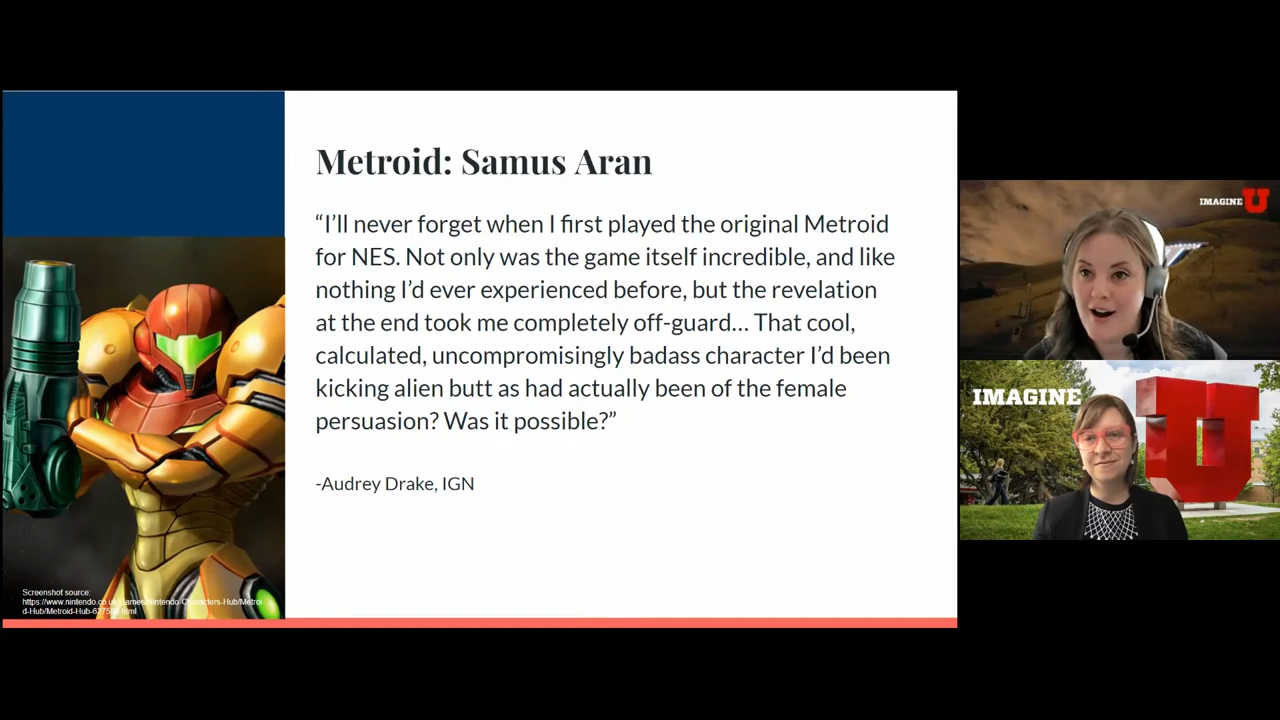 Metroid: Samus Aran
“I’ll never forget when I first played the original Metroid
for NES. Not only was the game itself incredible, and like
nothing I’d ever experienced before, but the revelation
at the end took me completely off-guard… That cool,
calculated, uncompromisingly badass character I’d been
kicking alien butt as had actually been of the female
persuasion? Was it possible?”
-Audrey Drake, IGN
Screenshot source:
IMAGINE U
IMAGINE U